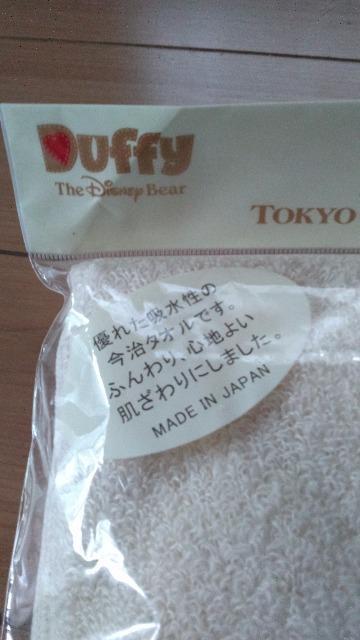 Duffy
The Disney Bear
TOKYO
優れた吸水性の
今治タオルです。
ふんわり、心地よい
肌ざわりにしました。
MADE IN JAPAN